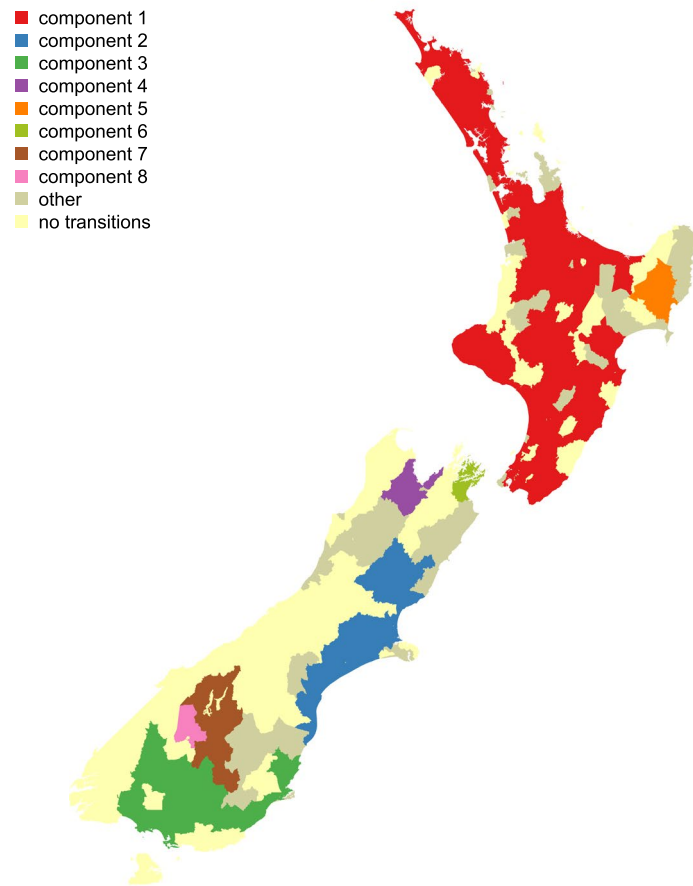 component 1
component 2
component 3
component 4
component 5
component 6
component 7
component 8
other
no transitions